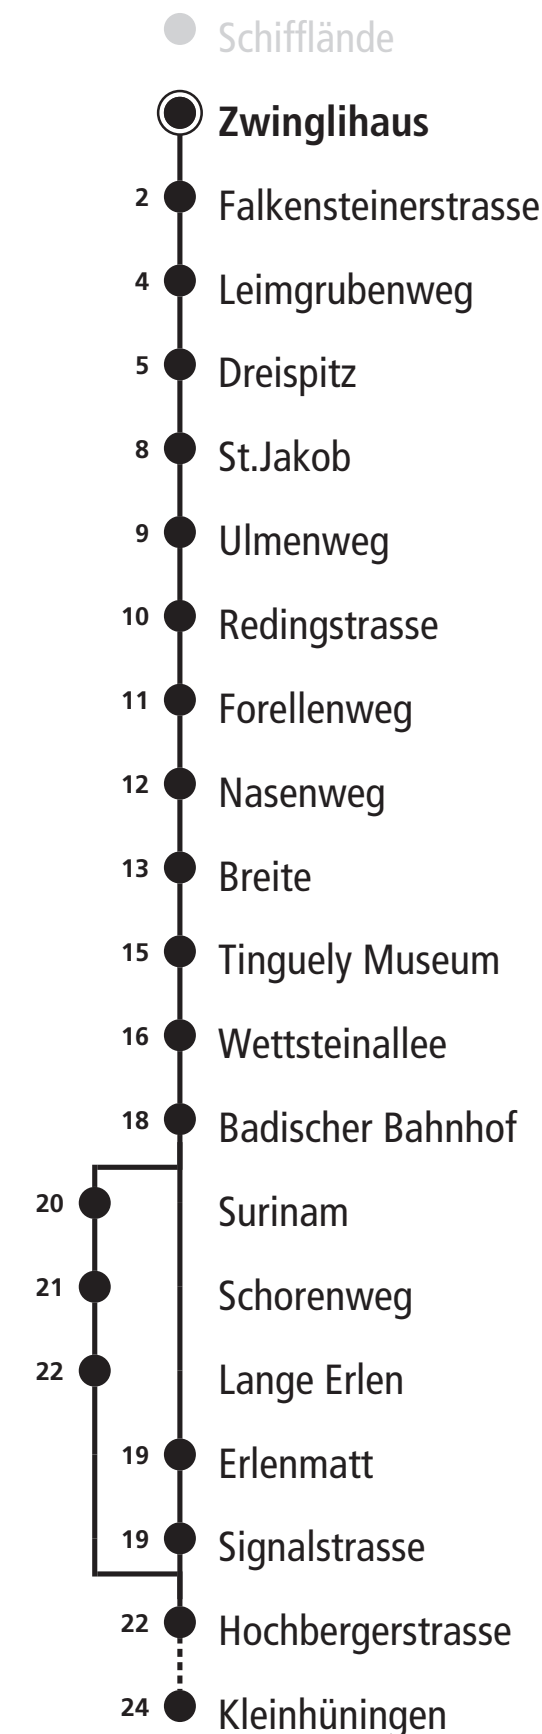 Schifflände
Zwinglihaus
2 Falkensteinerstrasse
4 Leimgrubenweg
5 Dreispitz
8 St.Jakob
9 Ulmenweg
10 Redingstrasse
11 Forellenweg
12 Nasenweg
13 Breite
15 Tinguely Museum
16 Wettsteinallee
18 Badischer Bahnhof
20 Surinam
21 Schorenweg
22 Lange Erlen
19 Erlenmatt
19 Signalstrasse
22 Hochbergerstrasse
24 Kleinhüningen